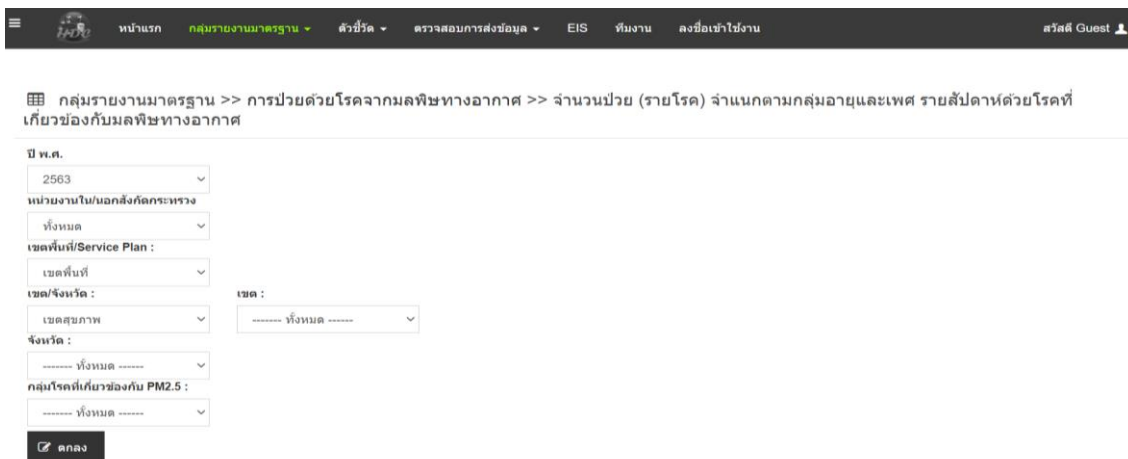 HDC หน้าแรก กลุ่มรายงานมาตรฐาน ตัวชี้วัด ตรวจสอบการส่งข้อมูล EIS ทีมงาน ลงชื่อเข้าใช้งาน สวัสดี Guest
กลุ่มรายงานมาตรฐาน >> การป่วยด้วยโรคจากมลพิษทางอากาศ >> จำนวนป่วย (รายโรค) จำแนกตามกลุ่มอายุและเพศ รายสัปดาห์ด้วยโรคที่
เกี่ยวข้องกับมลพิษทางอากาศ
ปี พ.ศ.
2563
หน่วยงานใน/นอกสังกัดกระทรวง
ทั้งหมด
เขตพื้นที่/Service Plan :
เขตพื้นที่
เขต/จังหวัด : เขต :
เขตสุขภาพ ------- ทั้งหมด ------
จังหวัด :
------- ทั้งหมด ------
กลุ่มโรคที่เกี่ยวข้องกับ PM2.5 :
------- ทั้งหมด ------
ตกลง